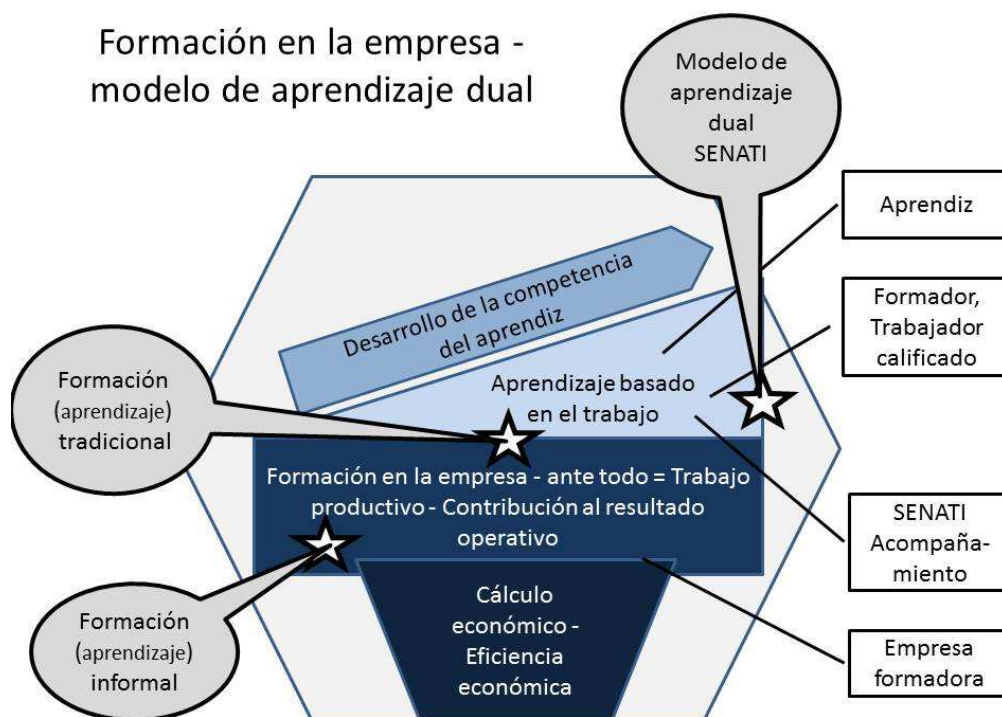 Formación en la empresa -
modelo de aprendizaje dual
Modelo de
aprendizaje
dual
SENATI
Aprendiz
Desarrollo de la competencia
del aprendiz
Formador,
Trabajador
calificado
Formación
(aprendizaje)
tradicional
Aprendizaje basado
en el trabajo
Formación en la empresa - ante todo = Trabajo
productivo - Contribución al resultado
operativo
SENATI
Acompaña-
miento
Formación
(aprendizaje)
informal
Cálculo
económico -
Eficiencia
económica
Empresa
formadora